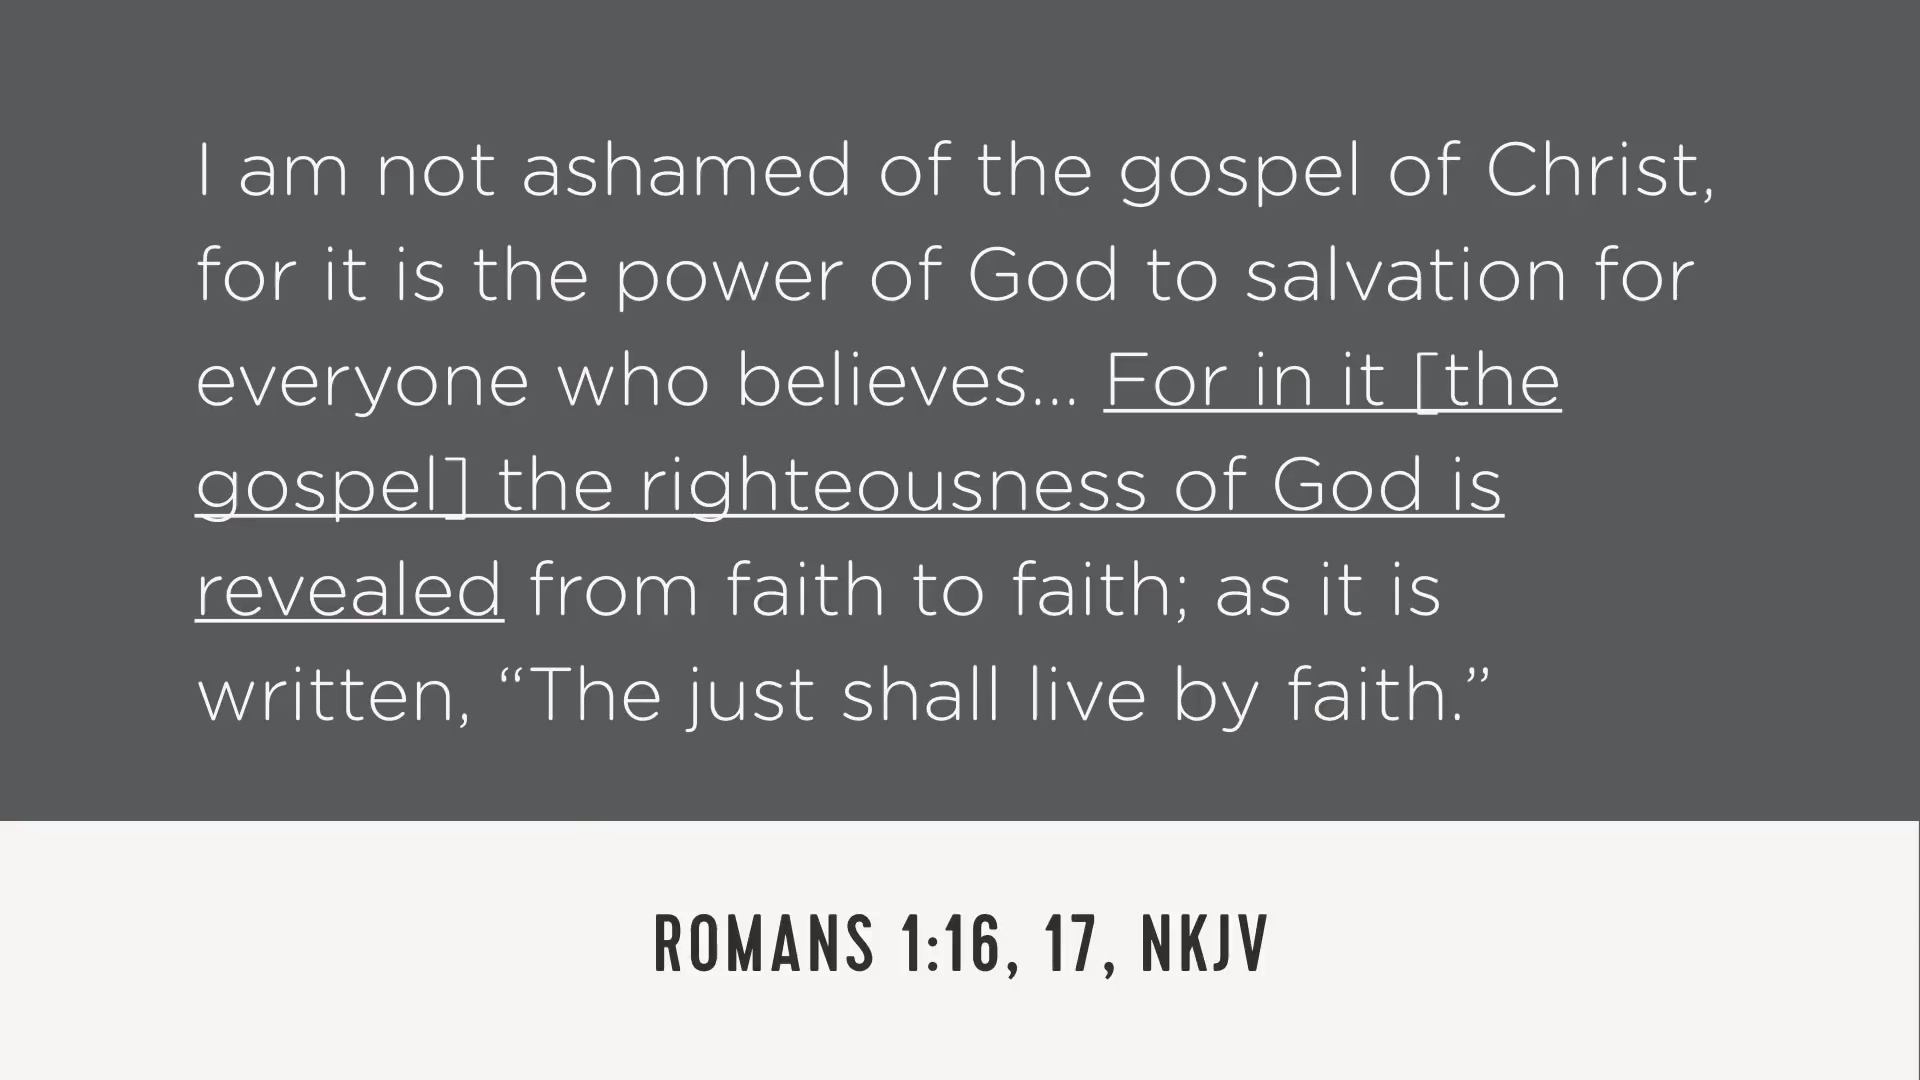 I am not ashamed of the gospel of Christ,
for it is the power of God to salvation for
everyone who believes... For in it [the
gospel] the righteousness of God is
revealed from faith to faith; as it is
written, “The just shall live by faith.”
ROMANS 1:16, 17, NKJV